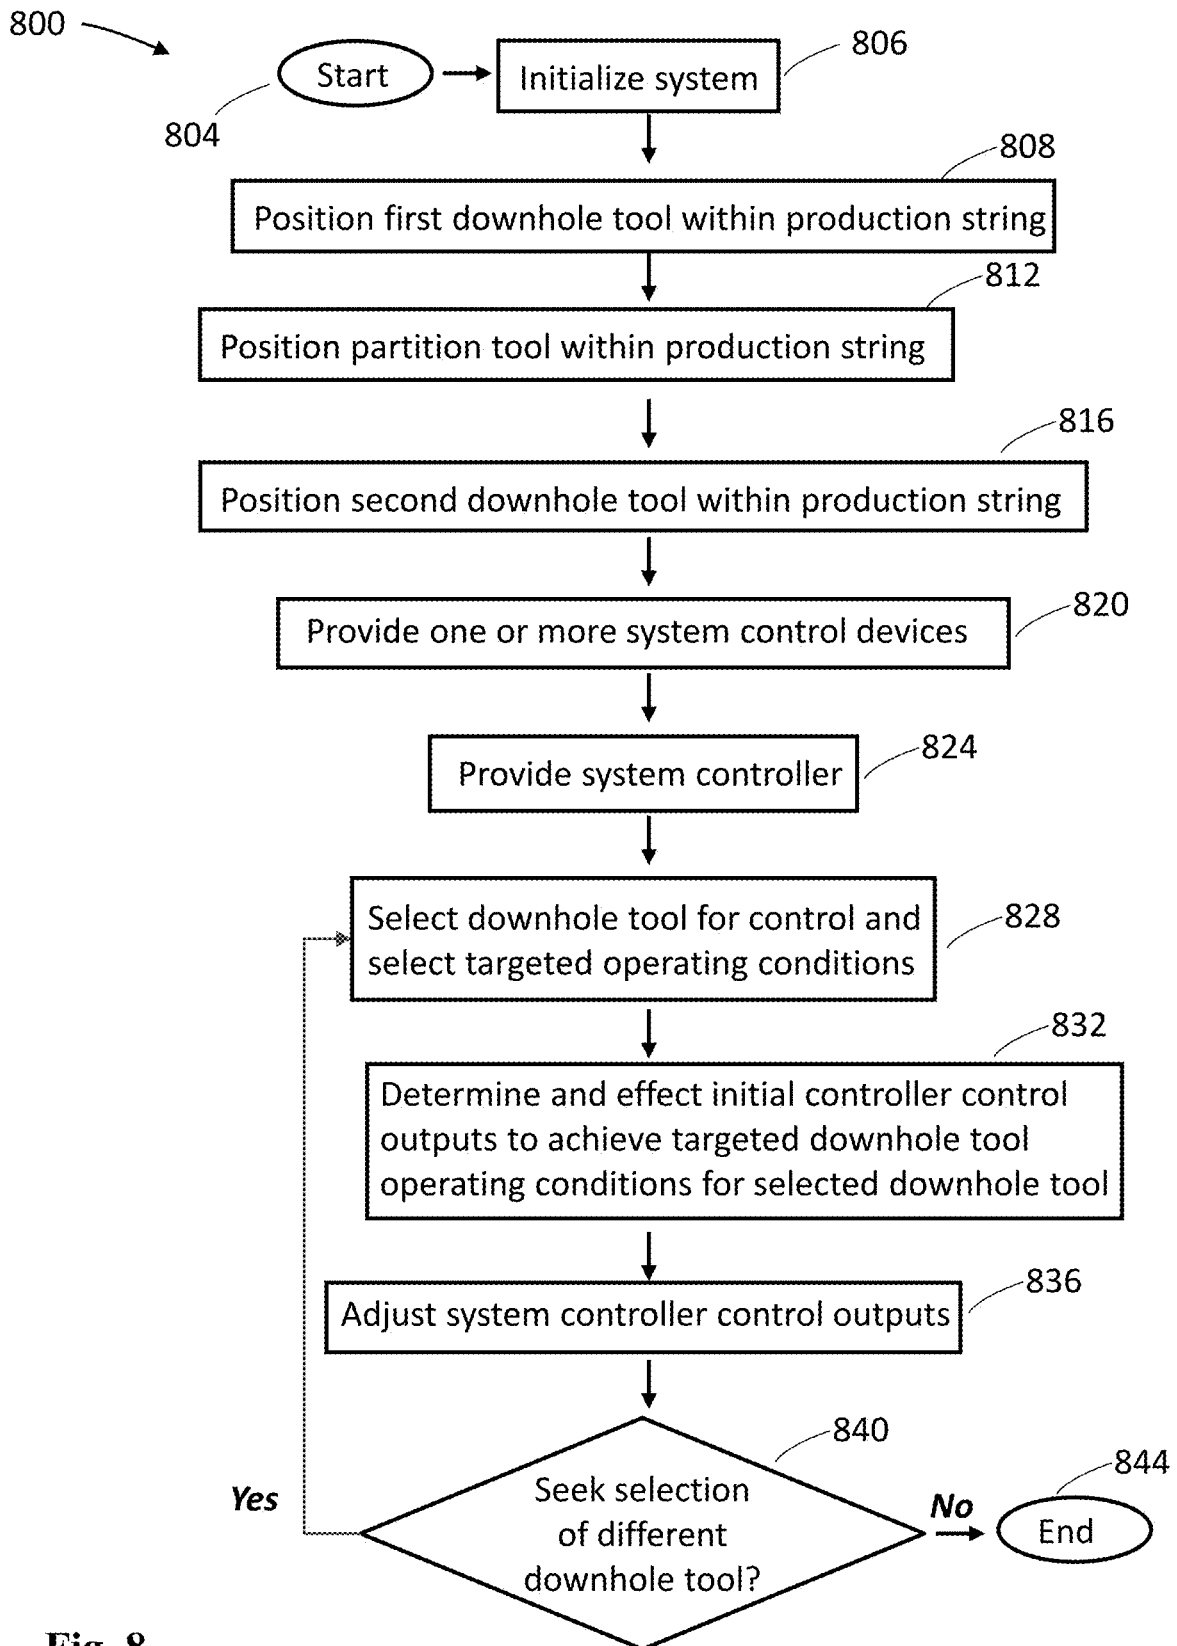 800
Start
804
Initialize system
806
808
Position first downhole tool within production string
812
Position partition tool within production string
816
Position second downhole tool within production string
820
Provide one or more system control devices
824
Provide system controller
Select downhole tool for control and
select targeted operating conditions
828
832
Determine and effect initial controller control
outputs to achieve targeted downhole tool
operating conditions for selected downhole tool
836
Adjust system controller control outputs
840
Seek selection
of different
downhole tool?
Yes
No
844
End
Fig. 8